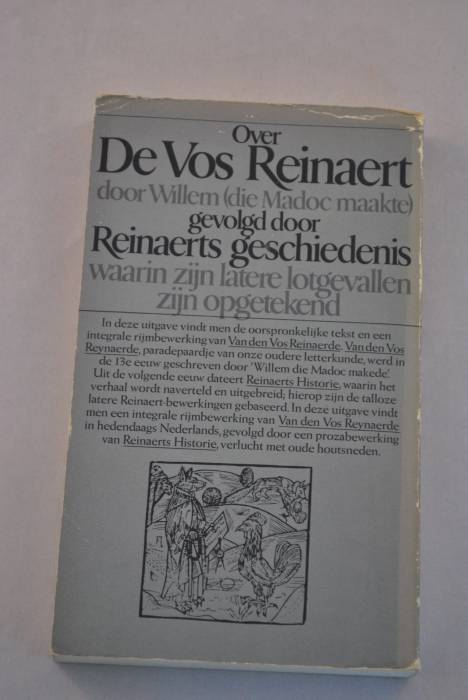 Over
De Vos Reinaert
door Willem (die Madoc maakte)
gevolgd door
Reinaerts geschiedenis
waarin zijn latere lotgevallen
zijn opgetekend
In deze uitgave vindt men de oorspronkelijke tekst en een
integrale rijmbewerking van Van den Vos Reinaerde. Van den Vos
Reynaerde, paradepaardje van onze oudere letterkunde, werd in
de 13e eeuw geschreven door 'Willem die Madoc makede'.
Uit de volgende eeuw dateert Reinaerts Historie, waarin het
verhaal wordt naverteld en uitgebreid; hierop zijn de talloze
latere Reinaert-bewerkingen gebaseerd. In deze uitgave vindt
men een integrale rijmbewerking van Van den Vos Reynaerde
in hedendaags Nederlands, gevolgd door een prozabewerking
van Reinaerts Historie, verlucht met oude houtsneden.